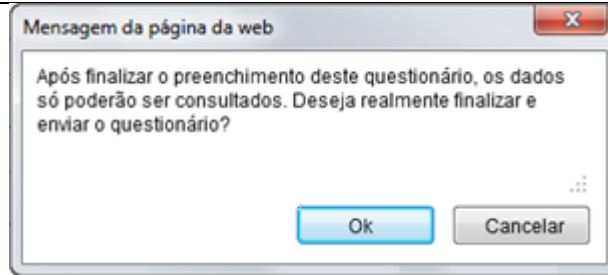 Mensagem da página da web
Após finalizar o preenchimento deste questionário, os dados
só poderão ser consultados. Deseja realmente finalizar e
enviar o questionário?
Ok
Cancelar